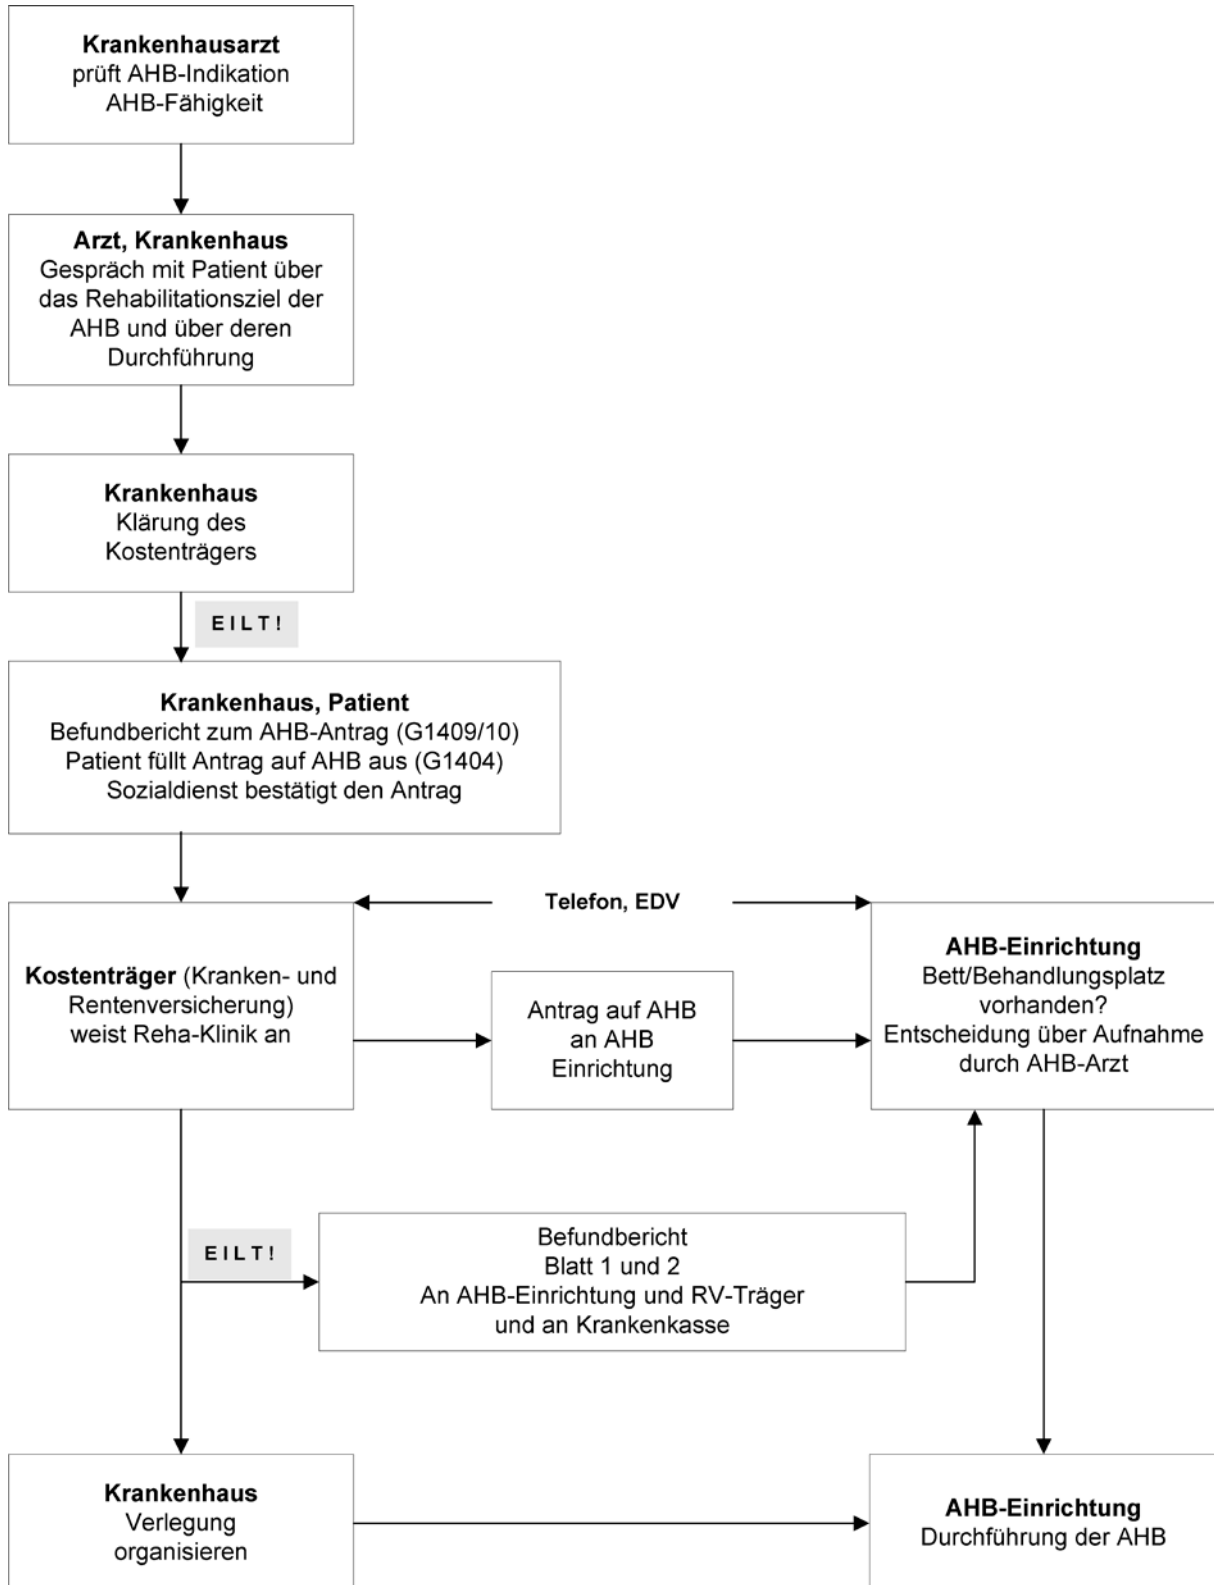 Krankenhausarzt
prüft AHB-Indikation
AHB-Fähigkeit
Arzt, Krankenhaus
Gespräch mit Patient über
das Rehabilitationsziel der
AHB und über deren
Durchführung
Krankenhaus
Klärung des
Kostenträgers
E I L T !
Krankenhaus, Patient
Befundbericht zum AHB-Antrag (G1409/10)
Patient füllt Antrag auf AHB aus (G1404)
Sozialdienst bestätigt den Antrag
Telefon, EDV
Kostenträger (Kranken- und
Rentenversicherung)
weist Reha-Klinik an
Antrag auf AHB
an AHB
Einrichtung
AHB-Einrichtung
Bett/Behandlungsplatz
vorhanden?
Entscheidung über Aufnahme
durch AHB-Arzt
E I L T !
Befundbericht
Blatt 1 und 2
An AHB-Einrichtung und RV-Träger
und an Krankenkasse
Krankenhaus
Verlegung
organisieren
AHB-Einrichtung
Durchführung der AHB